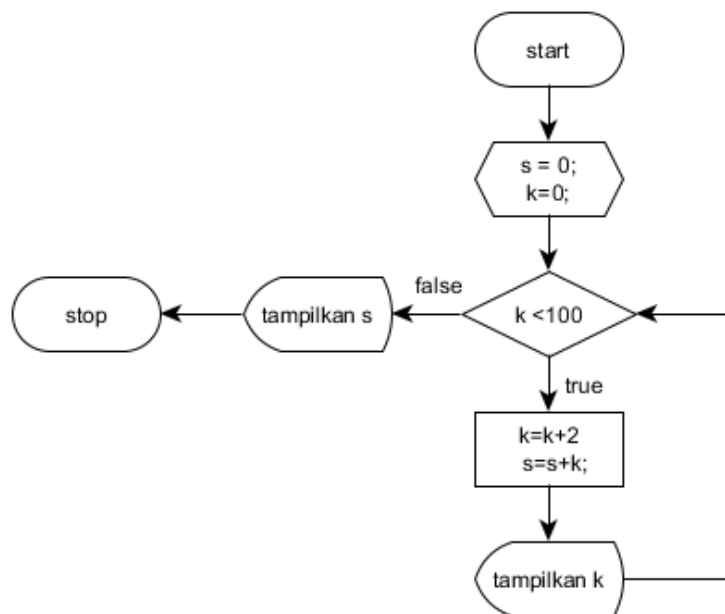 start
s = 0;
k=0;
k <100
false
tampilkan s
stop
true
k=k+2
s=s+k;
tampilkan k